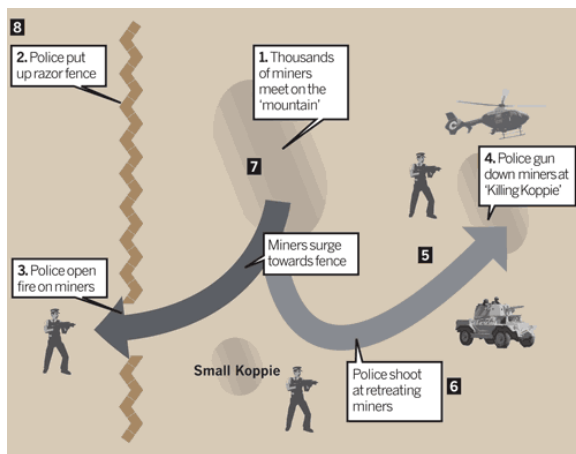 8
2. Police put
up razor fence
1. Thousands
of miners
meet on the
'mountain'
7
4. Police gun
down miners at
'Killing Koppie'
Miners surge
towards fence
5
3. Police open
fire on miners
Small Koppie
Police shoot
at retreating
miners
6